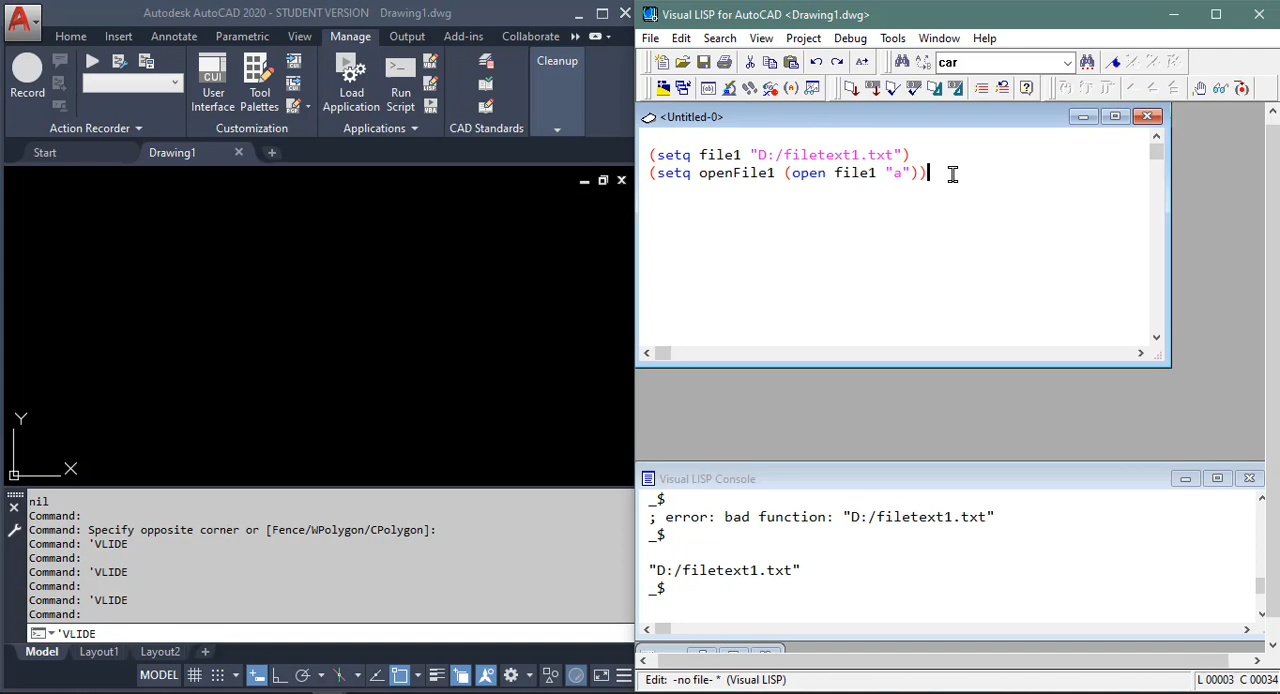 Autodesk AutoCAD 2020 - STUDENT VERSION Drawing1.dwg
Home Insert Annotate Parametric View Manage Output Add-ins Collaborate
Record
CUI
User Interface
Tool Palettes
Load Application
Run Script
Cleanup
Action Recorder Customization Applications CAD Standards
Start Drawing1
Y
X
nil
Command:
Command: Specify opposite corner or [Fence/WPolygon/CPolygon]:
Command: 'VLIDE
Command:
Command: 'VLIDE
Command:
Command: 'VLIDE
Command:
'VLIDE
Model Layout1 Layout2
MODEL
Visual LISP for AutoCAD <Drawing1.dwg>
File Edit Search View Project Debug Tools Window Help
car
<Untitled-0>
(setq file1 "D:/filetext1.txt")
(setq openFile1 (open file1 "a"))
Visual LISP Console
_$
; error: bad function: "D:/filetext1.txt"
_$
"D:/filetext1.txt"
_$
Edit: -no file- * (Visual LISP)
L 00003 C 00034